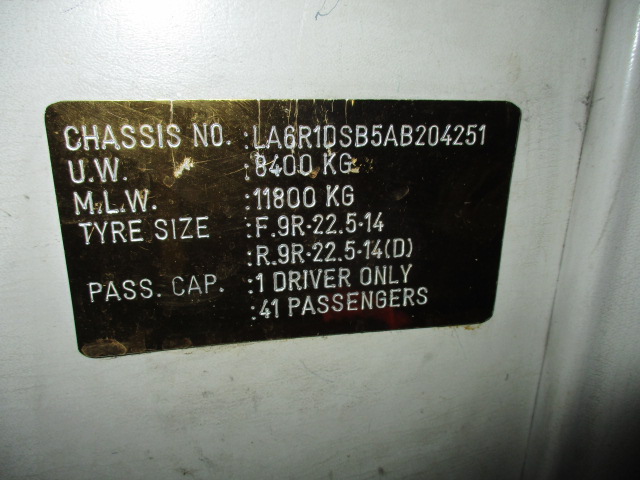 CHASSIS NO. :LA6R1DSB5AB204251
U.W. :8400 KG
M.L.W. :11800 KG
TYRE SIZE :F.9R-22.5-14
:R.9R-22.5-14(D)
PASS. CAP. :1 DRIVER ONLY
:41 PASSENGERS